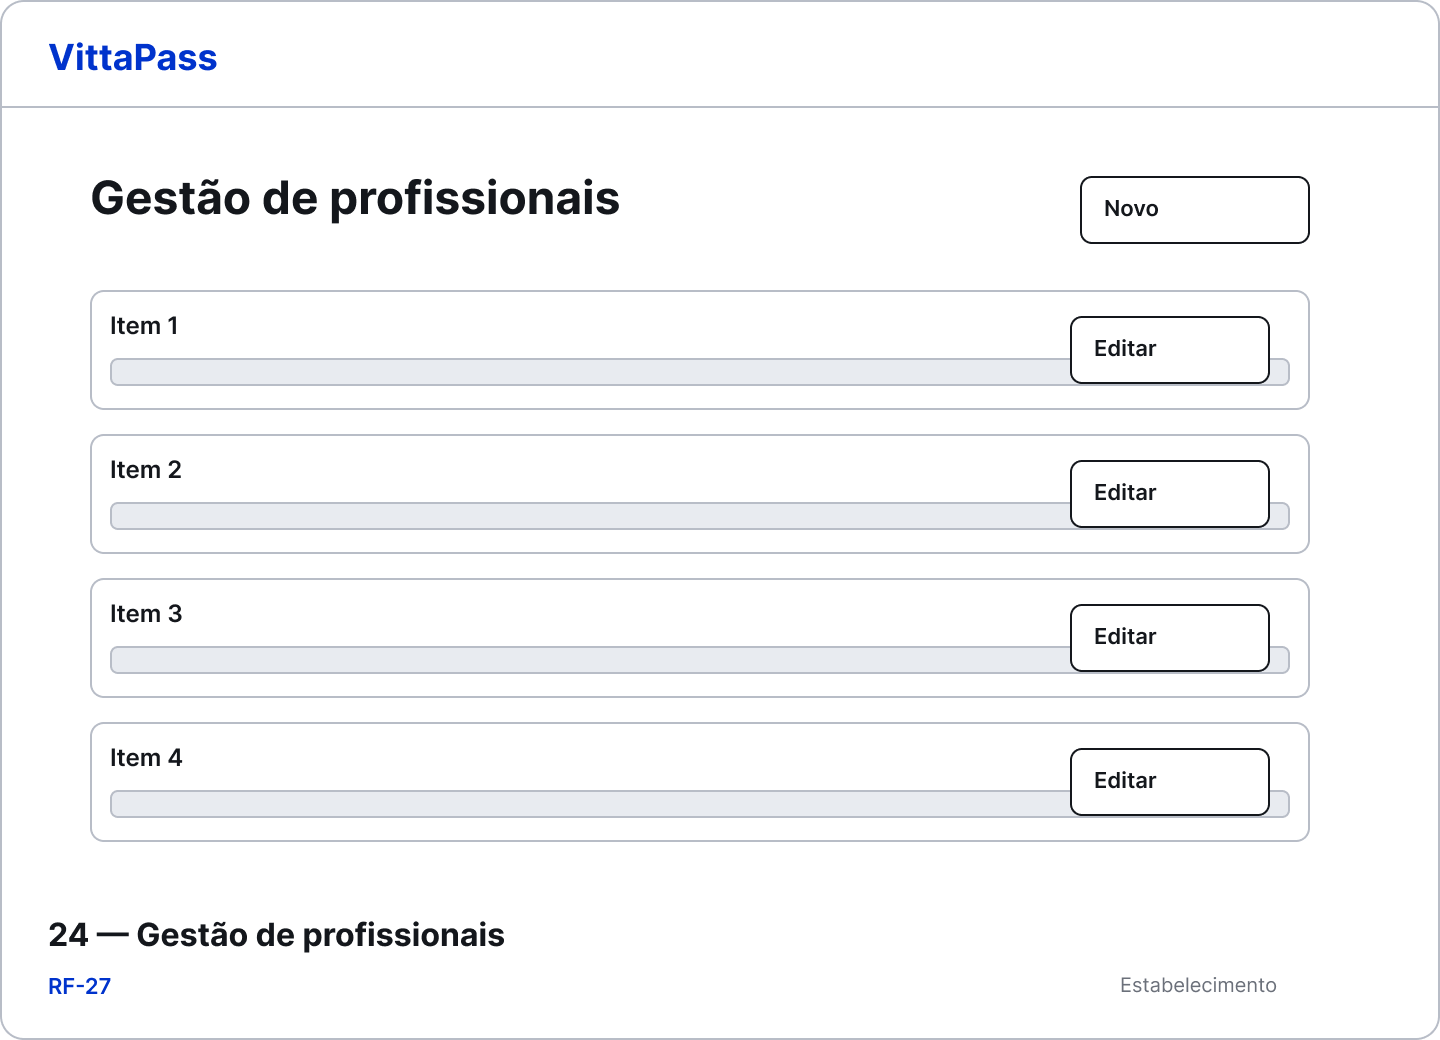 VittaPass
Gestão de profissionais
Novo
Item 1
Editar
Item 2
Editar
Item 3
Editar
Item 4
Editar
24 — Gestão de profissionais
RF-27
Estabelecimento